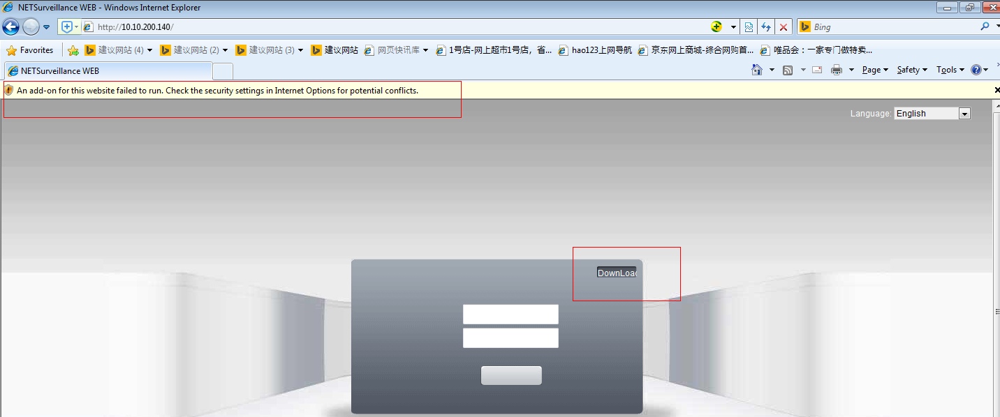 NETSurveillance WEB - Windows Internet Explorer
http://10.10.200.140/
Bing
Favorites 建议网站 (4) 建议网站 (2) 建议网站 (3) 建议网站 网页快讯库 1号店-网上超市1号店，省... hao123上网导航 京东网上商城-综合网购首... 唯品会：一家专门做特卖...
NETSurveillance WEB
Page Safety Tools
An add-on for this website failed to run. Check the security settings in Internet Options for potential conflicts.
Language: English
DownLoad